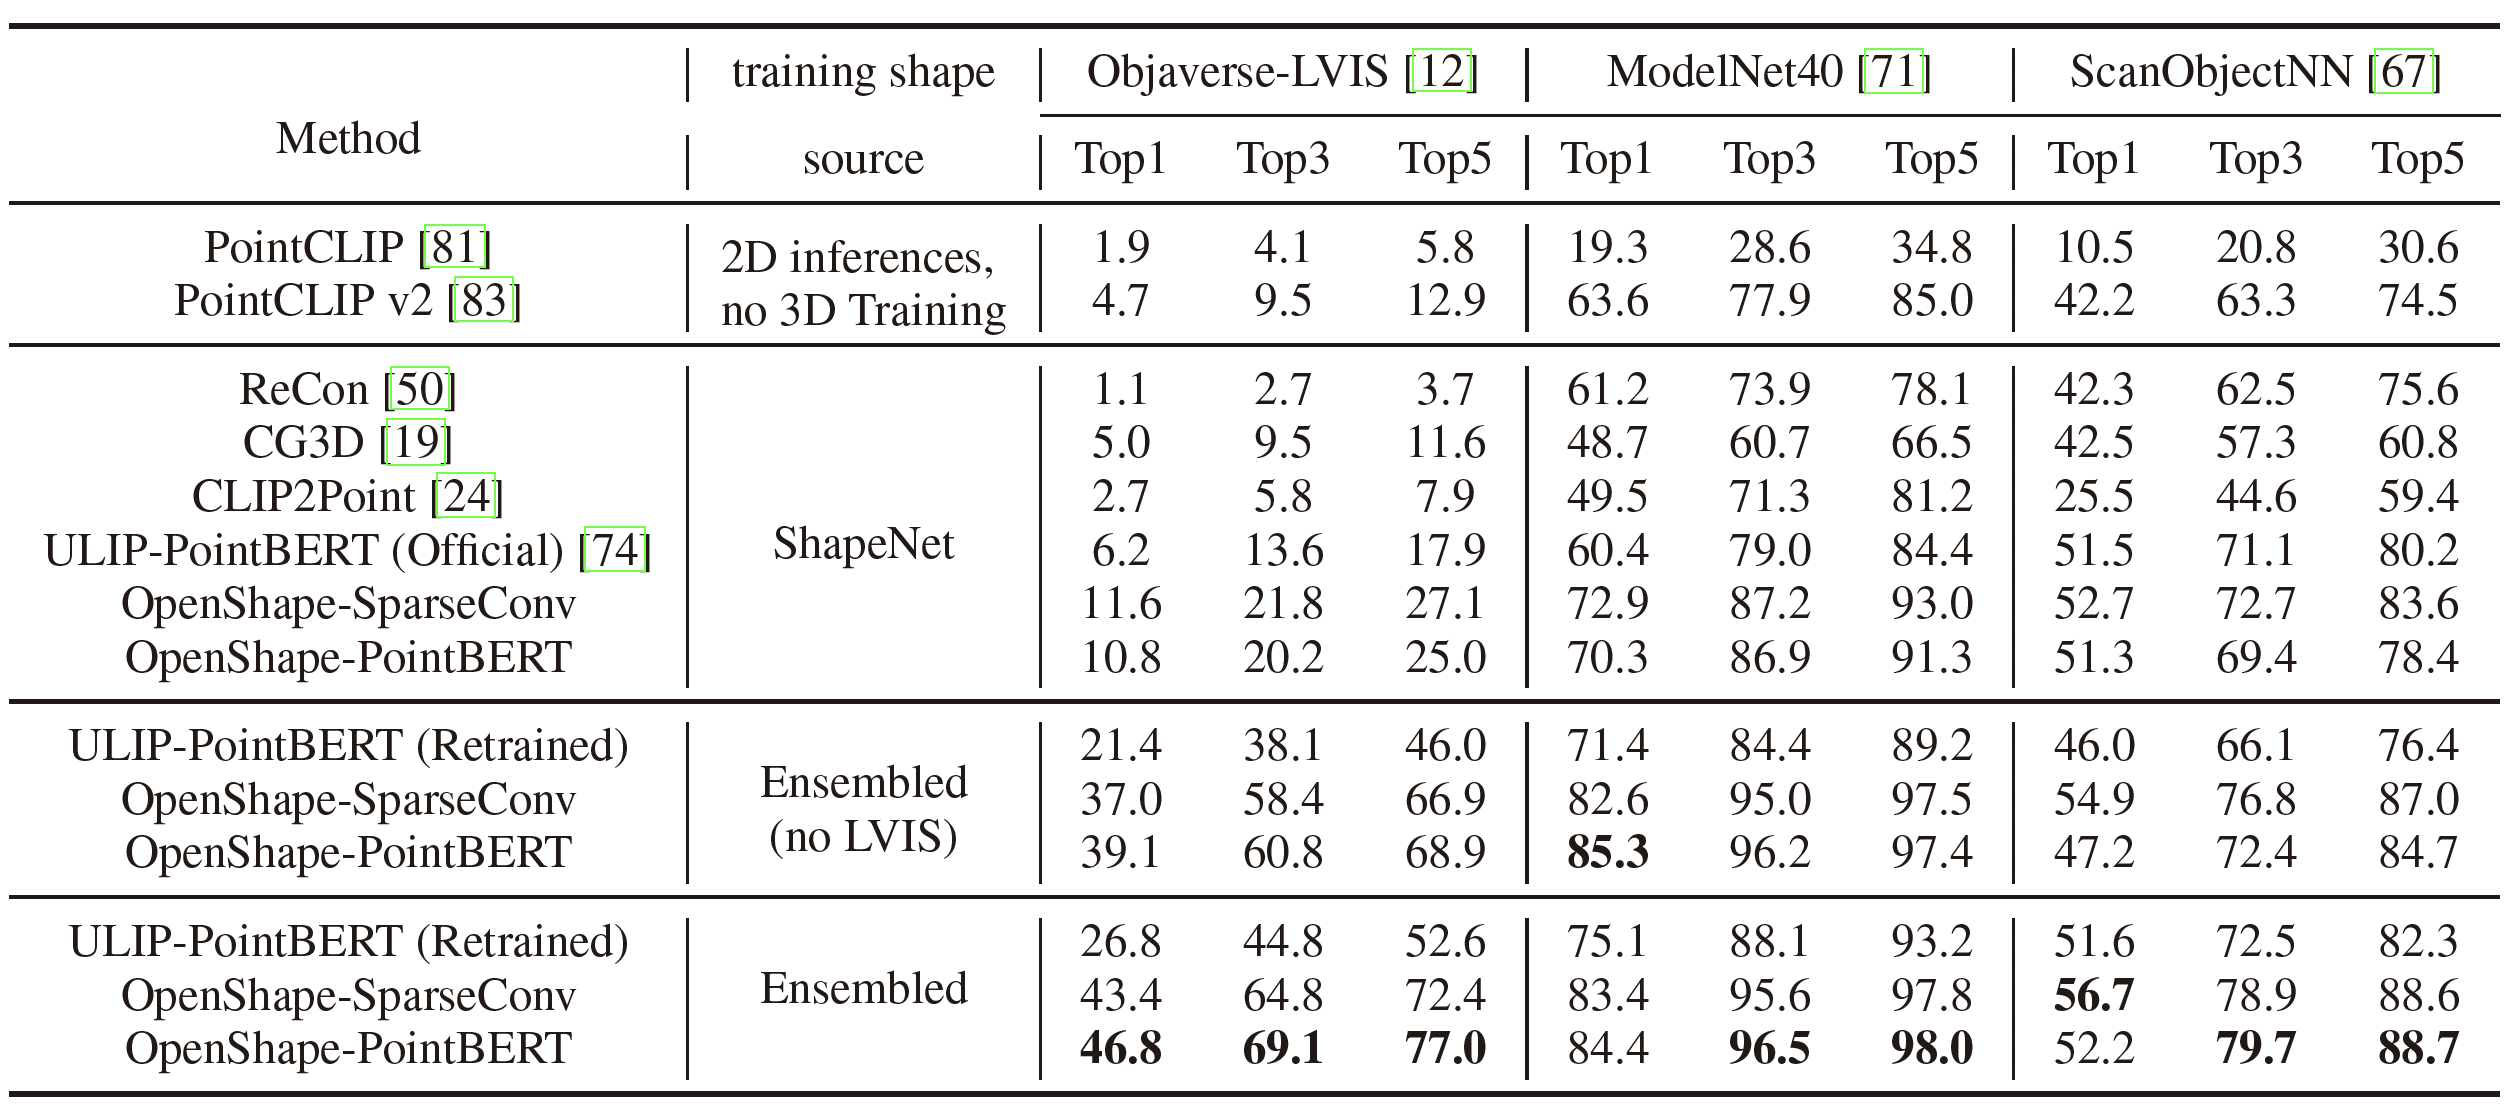 training shape Objaverse-LVIS [12] ModelNet40 [71] ScanObjectNN [67]
Method source Top1 Top3 Top5 Top1 Top3 Top5 Top1 Top3 Top5
PointCLIP [81] 2D inferences, 1.9 4.1 5.8 19.3 28.6 34.8 10.5 20.8 30.6
PointCLIP v2 [83] no 3D Training 4.7 9.5 12.9 63.6 77.9 85.0 42.2 63.3 74.5
ReCon [50] 1.1 2.7 3.7 61.2 73.9 78.1 42.3 62.5 75.6
CG3D [19] 5.0 9.5 11.6 48.7 60.7 66.5 42.5 57.3 60.8
CLIP2Point [24] 2.7 5.8 7.9 49.5 71.3 81.2 25.5 44.6 59.4
ULIP-PointBERT (Official) [74] ShapeNet 6.2 13.6 17.9 60.4 79.0 84.4 51.5 71.1 80.2
OpenShape-SparseConv 11.6 21.8 27.1 72.9 87.2 93.0 52.7 72.7 83.6
OpenShape-PointBERT 10.8 20.2 25.0 70.3 86.9 91.3 51.3 69.4 78.4
ULIP-PointBERT (Retrained) 21.4 38.1 46.0 71.4 84.4 89.2 46.0 66.1 76.4
OpenShape-SparseConv Ensembled 37.0 58.4 66.9 82.6 95.0 97.5 54.9 76.8 87.0
OpenShape-PointBERT (no LVIS) 39.1 60.8 68.9 85.3 96.2 97.4 47.2 72.4 84.7
ULIP-PointBERT (Retrained) 26.8 44.8 52.6 75.1 88.1 93.2 51.6 72.5 82.3
OpenShape-SparseConv Ensembled 43.4 64.8 72.4 83.4 95.6 97.8 56.7 78.9 88.6
OpenShape-PointBERT 46.8 69.1 77.0 84.4 96.5 98.0 52.2 79.7 88.7